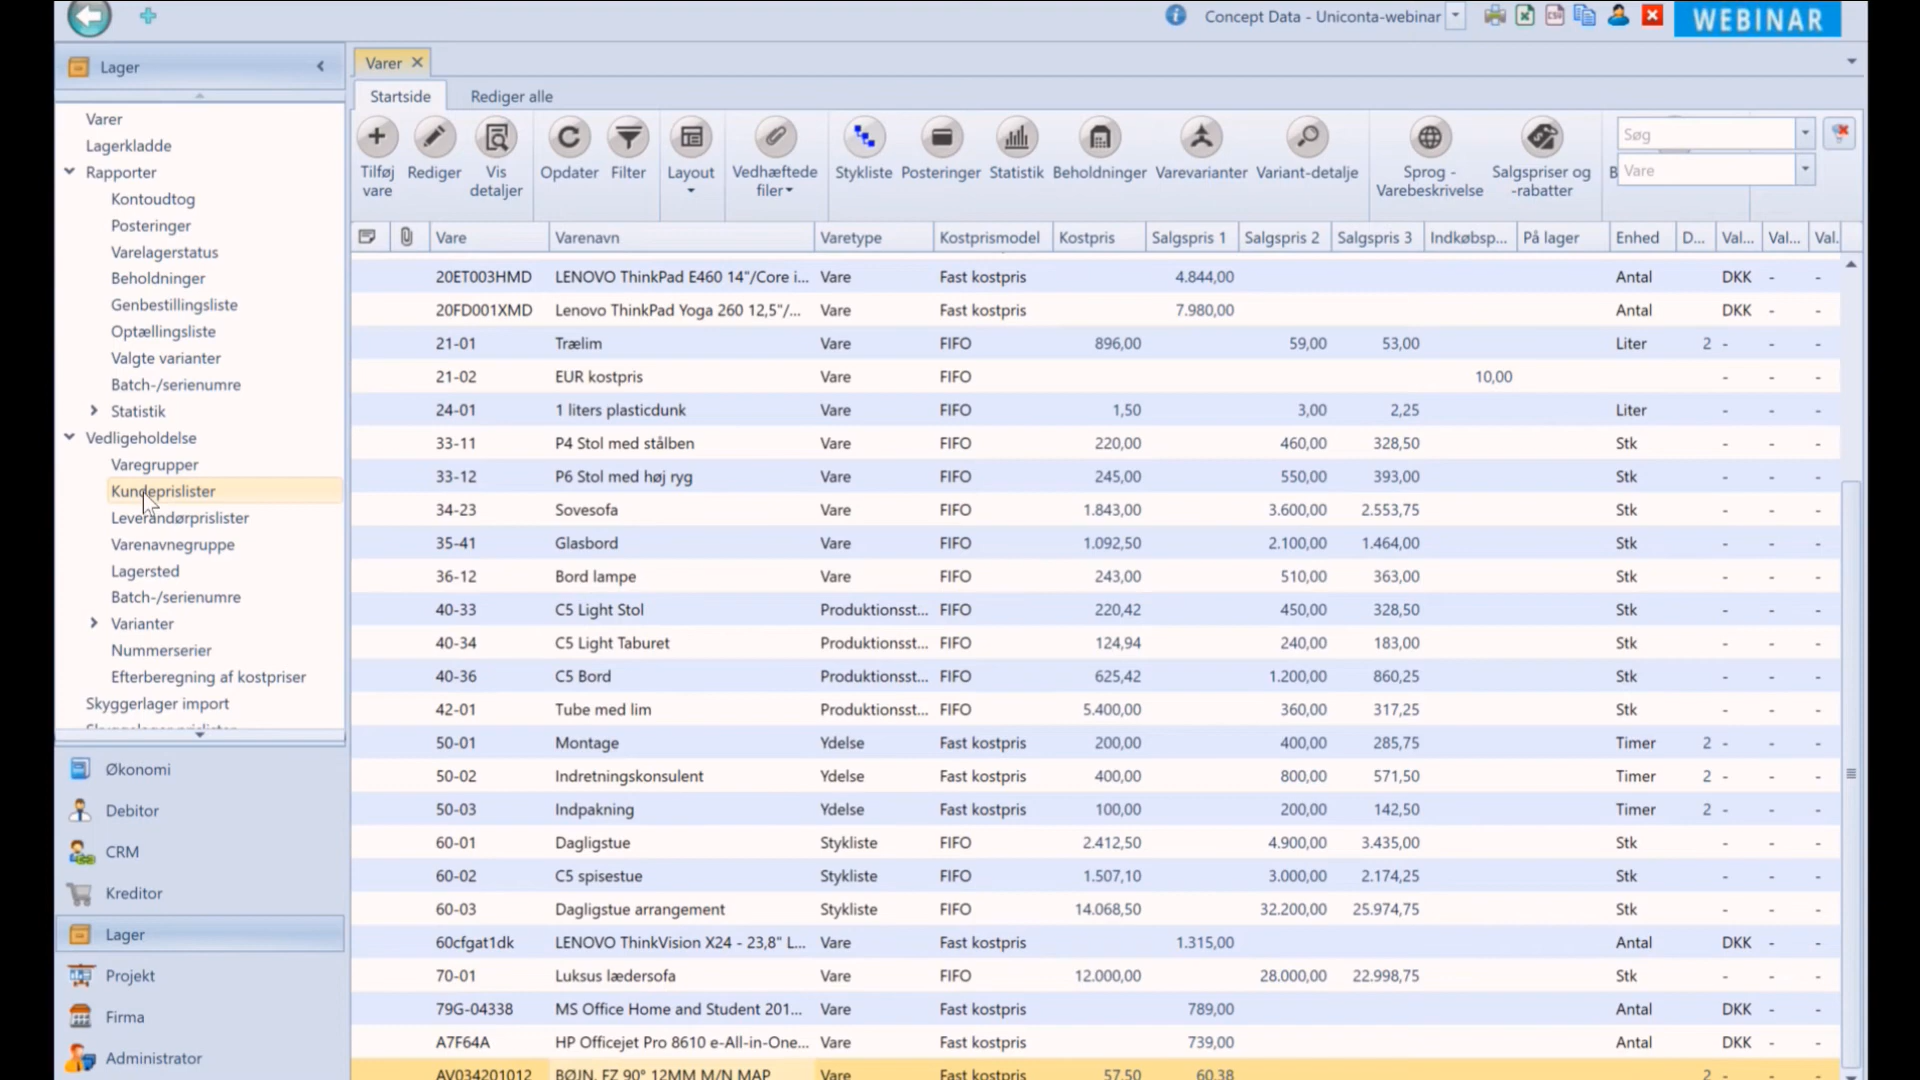 Concept Data - Uniconta-webinar
WEBINAR
Lager
Varer
Lagerkladde
Rapporter
Kontoudtog
Posteringer
Varelagerstatus
Beholdninger
Genbestillingsliste
Optællingsliste
Valgte varianter
Batch-/serienumre
Statistik
Vedligeholdelse
Varegrupper
Kundeprislister
Leverandørprislister
Varenavnegruppe
Lagersted
Batch-/serienumre
Varianter
Nummerserier
Efterberegning af kostpriser
Skyggerlager import
Økonomi
Debitor
CRM
Kreditor
Lager
Projekt
Firma
Administrator
Varer
Startside Rediger alle
Tilføj vare Rediger Vis detaljer Opdater Filter Layout Vedhæftede filer Stykliste Posteringer Statistik Beholdninger Varevarianter Variant-detalje Sprog - Varebeskrivelse Salgspriser og -rabatter B
Søg
Vare
Vare Varenavn Varetype Kostprismodel Kostpris Salgspris 1 Salgspris 2 Salgspris 3 Indkøbsp... På lager Enhed D... Val... Val... Val.
20ET003HMD LENOVO ThinkPad E460 14"/Core i... Vare Fast kostpris 4.844,00 Antal DKK - -
20FD001XMD Lenovo ThinkPad Yoga 260 12,5"/... Vare Fast kostpris 7.980,00 Antal DKK - -
21-01 Trælim Vare FIFO 896,00 59,00 53,00 Liter 2 - - -
21-02 EUR kostpris Vare FIFO 10,00 - - -
24-01 1 liters plasticdunk Vare FIFO 1,50 3,00 2,25 Liter - - -
33-11 P4 Stol med stålben Vare FIFO 220,00 460,00 328,50 Stk - - -
33-12 P6 Stol med høj ryg Vare FIFO 245,00 550,00 393,00 Stk - - -
34-23 Sovesofa Vare FIFO 1.843,00 3.600,00 2.553,75 Stk - - -
35-41 Glasbord Vare FIFO 1.092,50 2.100,00 1.464,00 Stk - - -
36-12 Bord lampe Vare FIFO 243,00 510,00 363,00 Stk - - -
40-33 C5 Light Stol Produktionsst... FIFO 220,42 450,00 328,50 Stk - - -
40-34 C5 Light Taburet Produktionsst... FIFO 124,94 240,00 183,00 Stk - - -
40-36 C5 Bord Produktionsst... FIFO 625,42 1.200,00 860,25 Stk - - -
42-01 Tube med lim Produktionsst... FIFO 5.400,00 360,00 317,25 Stk - - -
50-01 Montage Ydelse Fast kostpris 200,00 400,00 285,75 Timer 2 - - -
50-02 Indretningskonsulent Ydelse Fast kostpris 400,00 800,00 571,50 Timer 2 - - -
50-03 Indpakning Ydelse Fast kostpris 100,00 200,00 142,50 Timer 2 - - -
60-01 Dagligstue Stykliste FIFO 2.412,50 4.900,00 3.435,00 Stk - - -
60-02 C5 spisestue Stykliste FIFO 1.507,10 3.000,00 2.174,25 Stk - - -
60-03 Dagligstue arrangement Stykliste FIFO 14.068,50 32.200,00 25.974,75 Stk - - -
60cfgat1dk LENOVO ThinkVision X24 - 23,8" L... Vare Fast kostpris 1.315,00 Antal DKK - -
70-01 Luksus lædersofa Vare FIFO 12.000,00 28.000,00 22.998,75 Stk - - -
79G-04338 MS Office Home and Student 201... Vare Fast kostpris 789,00 Antal DKK - -
A7F64A HP Officejet Pro 8610 e-All-in-One... Vare Fast kostpris 739,00 Antal DKK - -
AV034201012 BØJN. FZ 90° 12MM M/N MAP Vare Fast kostpris 57,50 60,38 2 - - -